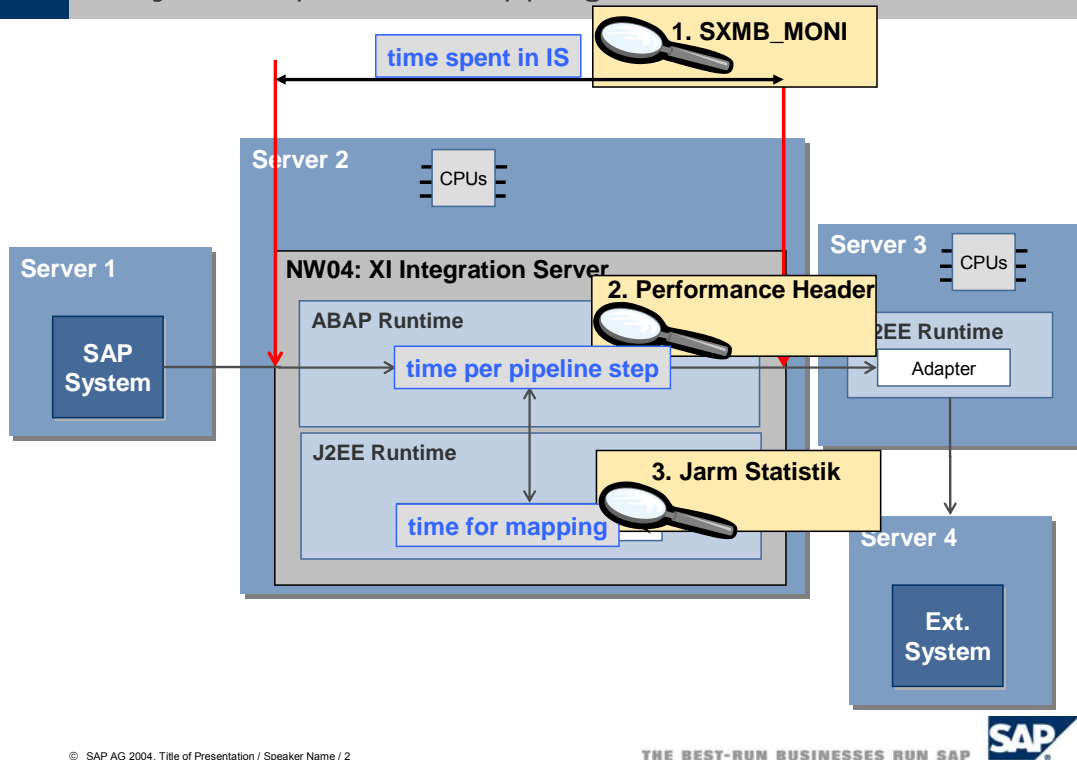 1. SXMB_MONI
time spent in IS
Server 2
CPUs
Server 1
SAP
System
NW04: XI Integration Server
ABAP Runtime
2. Performance Header
time per pipeline step
Server 3
CPUs
2EE Runtime
Adapter
J2EE Runtime
3. Jarm Statistik
time for mapping
Server 4
Ext.
System
© SAP AG 2004, Title of Presentation / Speaker Name / 2
THE BEST-RUN BUSINESSES RUN SAP
SAP